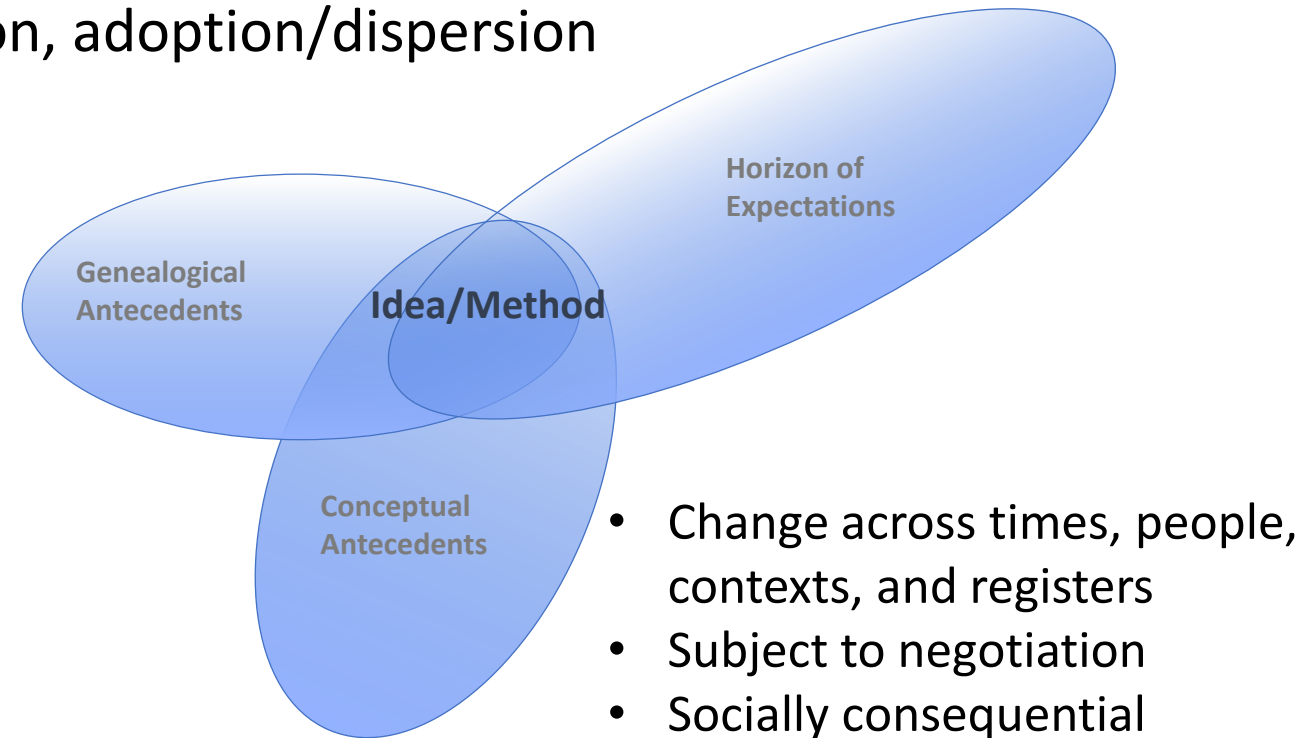 on, adoption/dispersion
Horizon of
Expectations
Genealogical
Antecedents
Idea/Method
Conceptual
Antecedents
• Change across times, people,
contexts, and registers
• Subject to negotiation
• Socially consequential